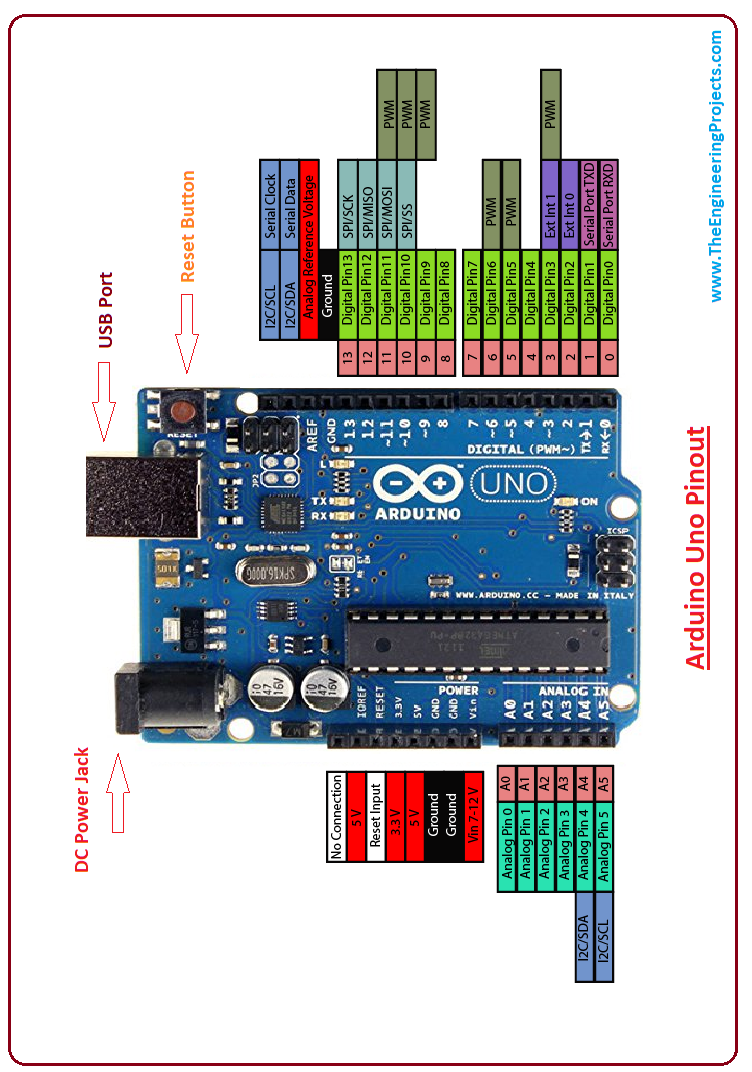 www.TheEngineeringProjects.com
Arduino Uno Pinout
Reset Button
USB Port
DC Power Jack
PWM
PWM
PWM
PWM
PWM
PWM
Serial Clock
Serial Data
Analog Reference Voltage
Ground
I2C/SCL
I2C/SDA
SPI/SCK
SPI/MISO
SPI/MOSI
SPI/SS
Ext Int 1
Ext Int 0
Serial Port TXD
Serial Port RXD
Digital Pin13
Digital Pin12
Digital Pin11
Digital Pin10
Digital Pin9
Digital Pin8
Digital Pin7
Digital Pin6
Digital Pin5
Digital Pin4
Digital Pin3
Digital Pin2
Digital Pin1
Digital Pin0
13
12
11
10
9
8
7
6
5
4
3
2
1
0
RESET
AREF
GND
13
12
~11
~10
~9
8
7
~6
~5
4
~3
2
TX→1
RX←0
DIGITAL (PWM~)
L
TX
RX
ARDUINO
UNO
ON
ICSP
WWW.ARDUINO.CC - MADE IN ITALY
SPK16.000G
47
16V
47
16V
POWER
ANALOG IN
IOREF
RESET
3.3V
5V
GND
GND
Vin
A0
A1
A2
A3
A4
A5
No Connection
5 V
Reset Input
3.3 V
5 V
Ground
Ground
Vin 7-12 V
A0
A1
A2
A3
A4
A5
Analog Pin 0
Analog Pin 1
Analog Pin 2
Analog Pin 3
Analog Pin 4
Analog Pin 5
I2C/SDA
I2C/SCL